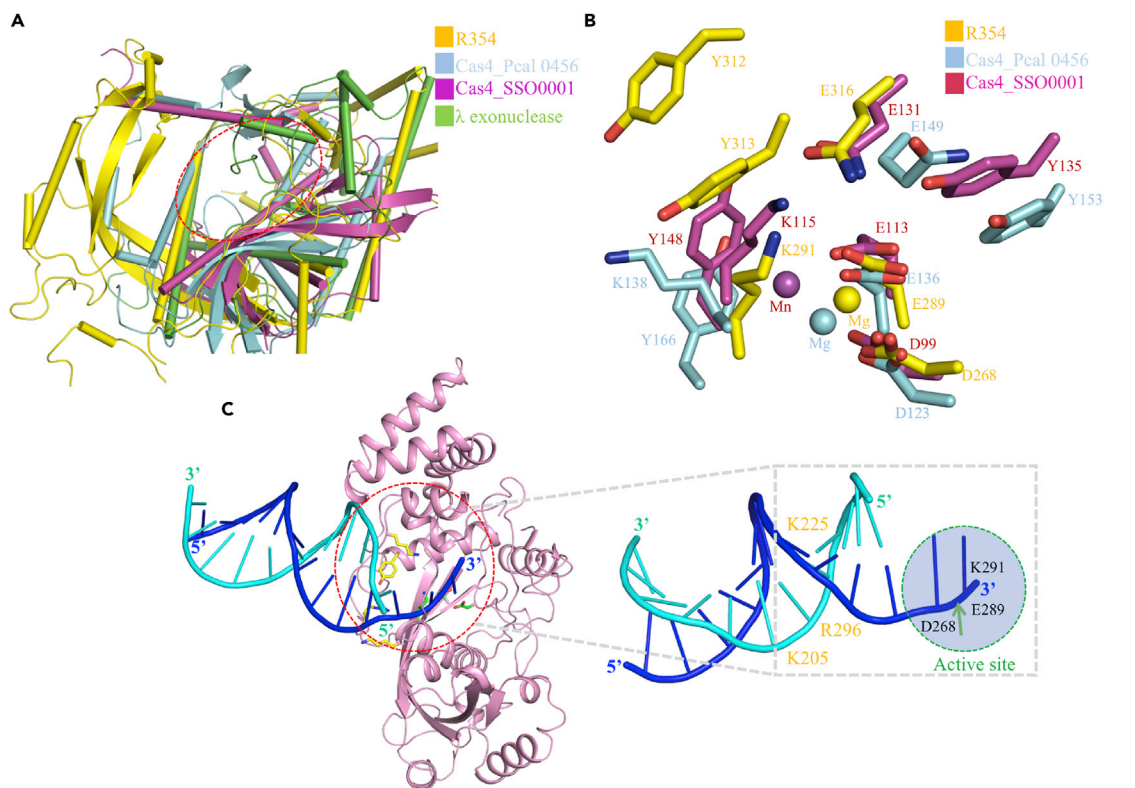 A
R354
Cas4_Pcal 0456
Cas4_SSO0001
λ exonuclease
B
R354
Cas4_Pcal 0456
Cas4_SSO0001
Y312
E316
E131
E149
Y135
Y153
Y313
K115
Y148
K291
E113
K138
E136
E289
Mn
Mg
Mg
Y166
D99
D268
D123
C
3’
5’
3’
5’
3’
K225
5’
K291
3’
E289
D268
R296
K205
5’
Active site